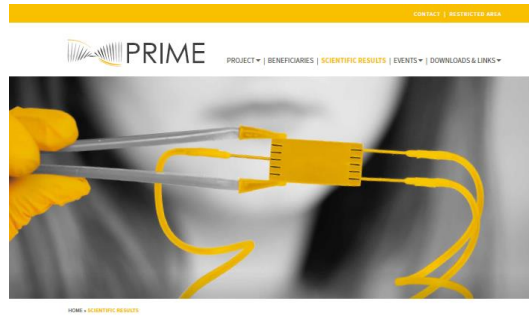 CONTACT | RESTRICTED AREA
PRIME
PROJECT | BENEFICIARIES | SCIENTIFIC RESULTS | EVENTS | DOWNLOADS & LINKS
HOME » SCIENTIFIC RESULTS